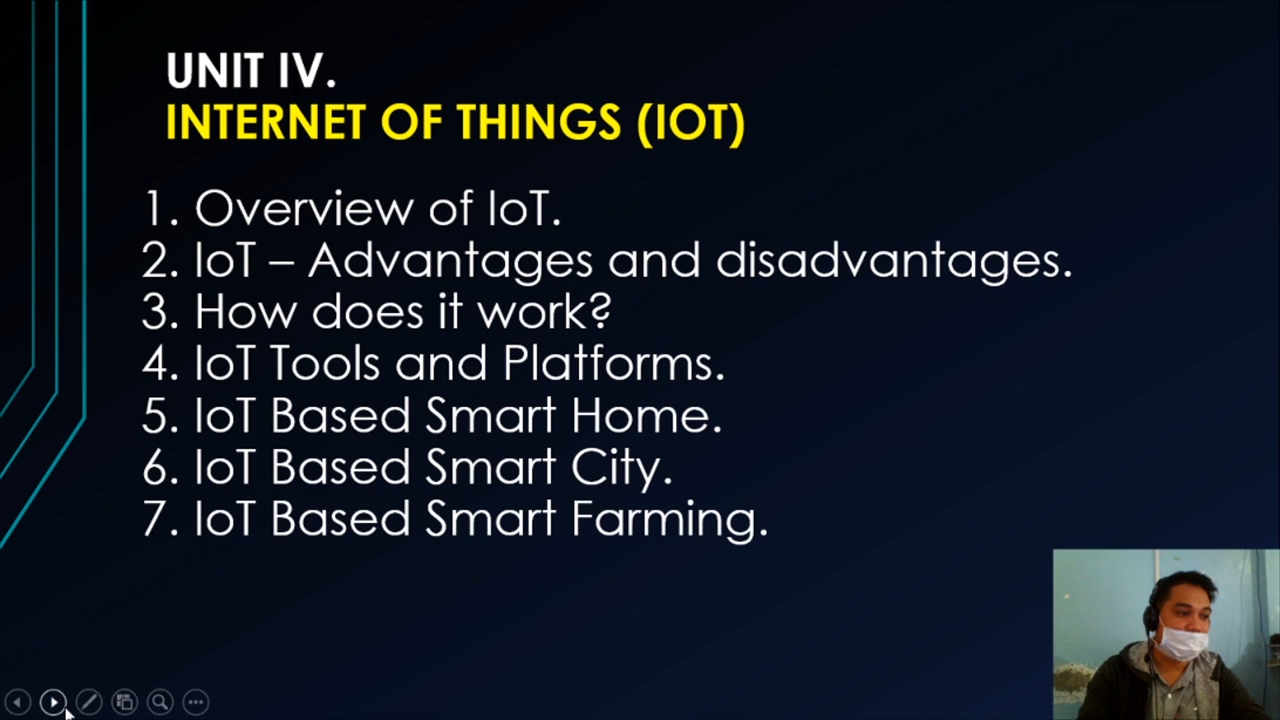 UNIT IV.
INTERNET OF THINGS (IOT)
1. Overview of IoT.
2. IoT – Advantages and disadvantages.
3. How does it work?
4. IoT Tools and Platforms.
5. IoT Based Smart Home.
6. IoT Based Smart City.
7. IoT Based Smart Farming.